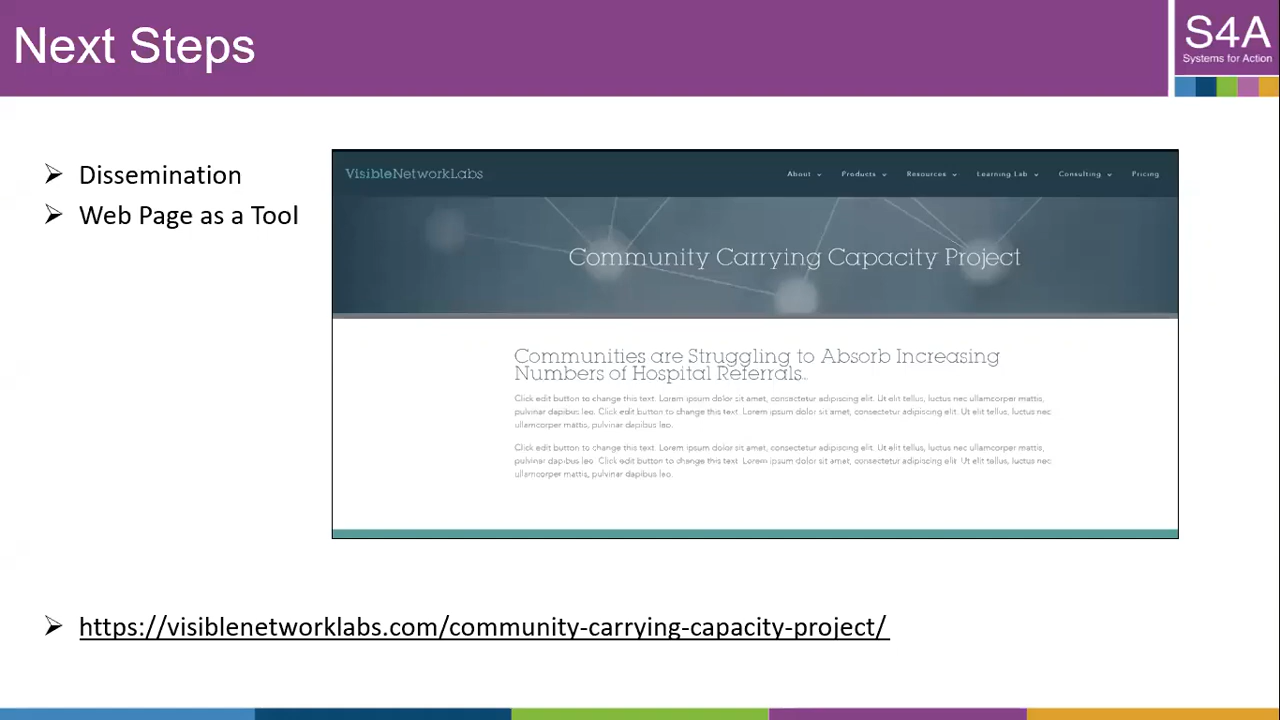 Next Steps
S4A
Systems for Action
➢ Dissemination
➢ Web Page as a Tool
VisibleNetworkLabs
About Products Resources Learning Lab Consulting Pricing
Community Carrying Capacity Project
Communities are Struggling to Absorb Increasing
Numbers of Hospital Referrals...
Click edit button to change this text. Lorem ipsum dolor sit amet, consectetur adipiscing elit. Ut elit tellus, luctus nec ullamcorper mattis,
pulvinar dapibus leo. Click edit button to change this text. Lorem ipsum dolor sit amet, consectetur adipiscing elit. Ut elit tellus, luctus nec
ullamcorper mattis, pulvinar dapibus leo.
Click edit button to change this text. Lorem ipsum dolor sit amet, consectetur adipiscing elit. Ut elit tellus, luctus nec ullamcorper mattis,
pulvinar dapibus leo. Click edit button to change this text. Lorem ipsum dolor sit amet, consectetur adipiscing elit. Ut elit tellus, luctus nec
ullamcorper mattis, pulvinar dapibus leo.
➢ https://visiblenetworklabs.com/community-carrying-capacity-project/